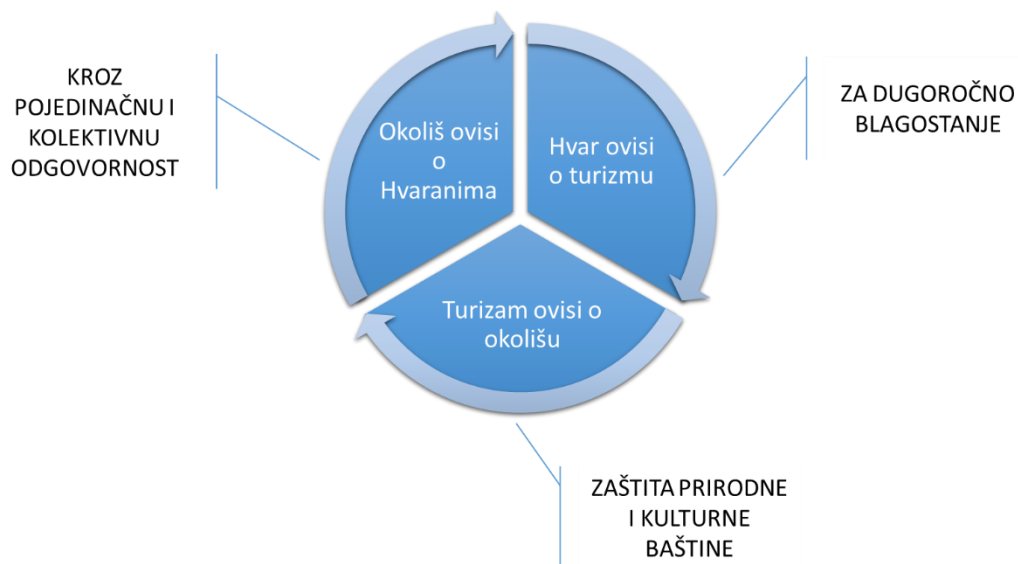 KROZ
POJEDINAČNU I
KOLEKTIVNU
ODGOVORNOST
Okoliš ovisi
o
Hvaranima
Hvar ovisi
o turizmu
ZA DUGOROČNO
BLAGOSTANJE
Turizam ovisi o
okolišu
ZAŠTITA PRIRODNE
I KULTURNE
BAŠTINE